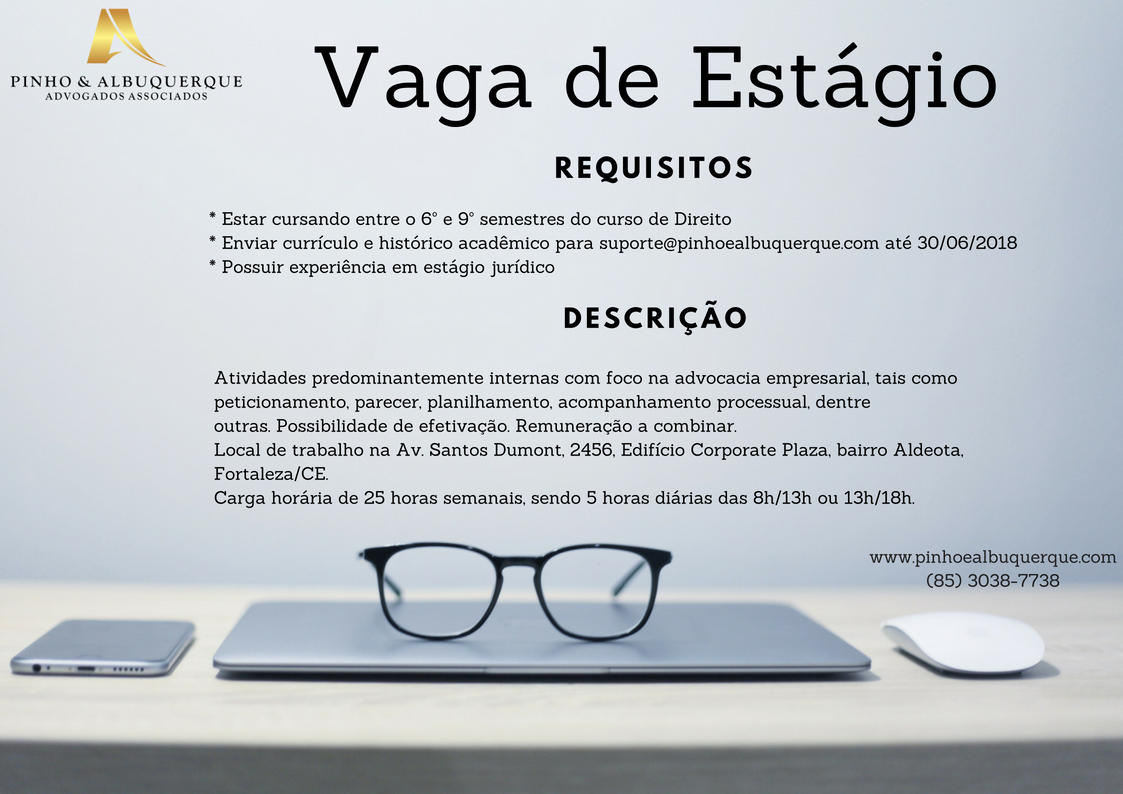 PINHO & ALBUQUERQUE
ADVOGADOS ASSOCIADOS
Vaga de Estágio
REQUISITOS
* Estar cursando entre o 6º e 9º semestres do curso de Direito
* Enviar currículo e histórico acadêmico para suporte@pinhoealbuquerque.com até 30/06/2018
* Possuir experiência em estágio jurídico
DESCRIÇÃO
Atividades predominantemente internas com foco na advocacia empresarial, tais como
peticionamento, parecer, planilhamento, acompanhamento processual, dentre
outras. Possibilidade de efetivação. Remuneração a combinar.
Local de trabalho na Av. Santos Dumont, 2456, Edifício Corporate Plaza, bairro Aldeota,
Fortaleza/CE.
Carga horária de 25 horas semanais, sendo 5 horas diárias das 8h/13h ou 13h/18h.
www.pinhoealbuquerque.com
(85) 3038-7738